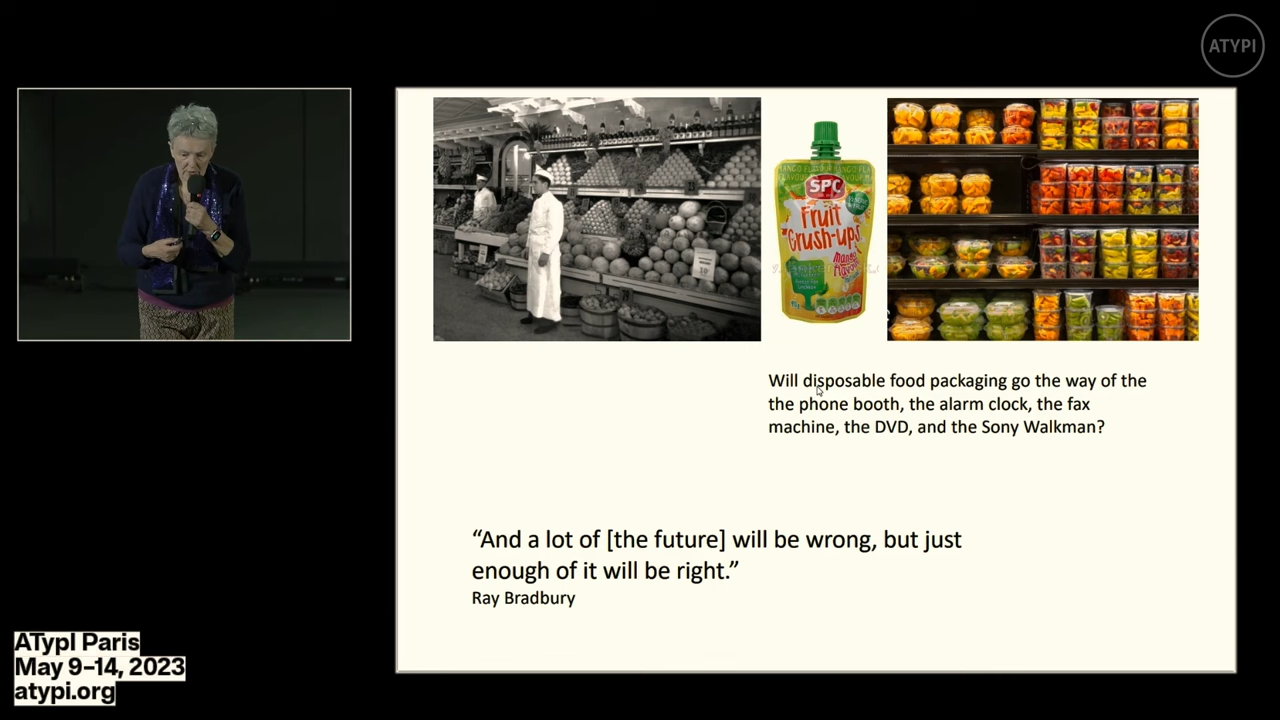 ATYPI
SPC
Fruit
Crush-ups
Mango
Flavour
Will disposable food packaging go the way of the
the phone booth, the alarm clock, the fax
machine, the DVD, and the Sony Walkman?
“And a lot of [the future] will be wrong, but just
enough of it will be right.”
Ray Bradbury
ATypI Paris
May 9–14, 2023
atypi.org